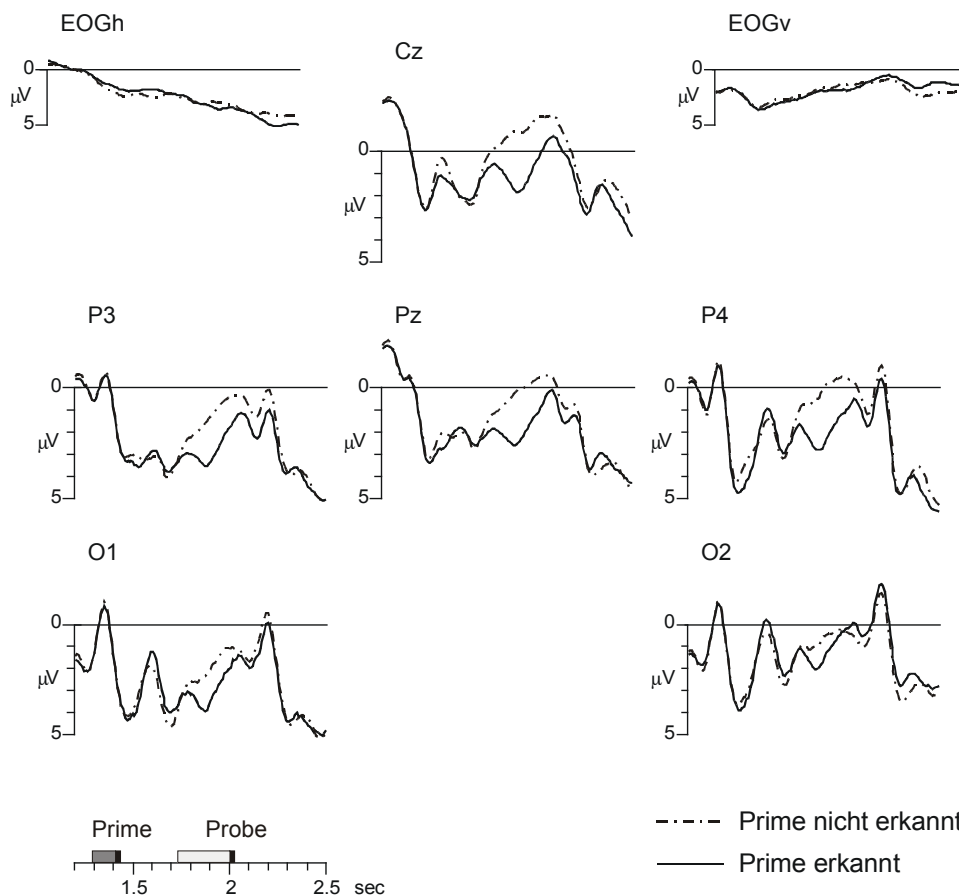 EOGh
Cz
EOGv
0
µV
5
0
µV
5
0
µV
5
P3
Pz
P4
0
µV
5
0
µV
5
0
µV
5
O1
O2
0
µV
5
0
µV
5
Prime Probe
1.5 2 2.5
sec
Prime nicht erkannt
Prime erkannt